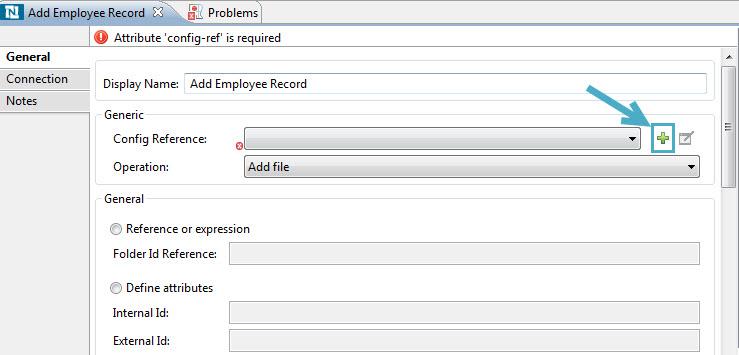 N Add Employee Record Problems
Attribute 'config-ref' is required
General
Connection
Notes
Display Name: Add Employee Record
Generic
Config Reference:
Operation: Add file
General
Reference or expression
Folder Id Reference:
Define attributes
Internal Id:
External Id: